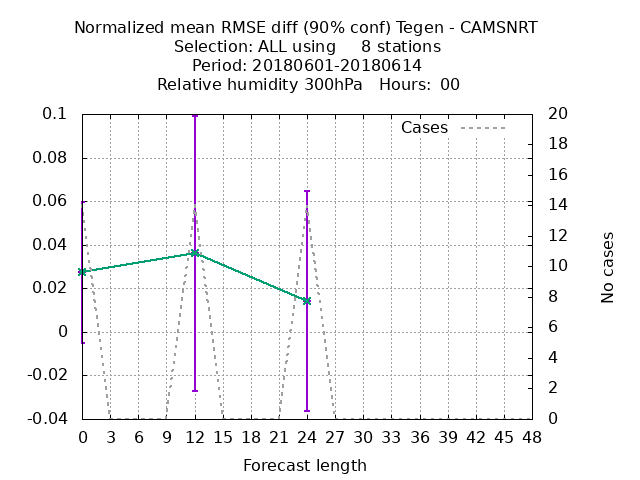 Normalized mean RMSE diff (90% conf) Tegen - CAMSNRT
Selection: ALL using     8 stations
Period: 20180601-20180614
Relative humidity 300hPa   Hours:  00
0.1
0.08
0.06
0.04
0.02
0
-0.02
-0.04
Cases
20
18
16
14
12
10
8
6
4
2
0
No cases
0 3 6 9 12 15 18 21 24 27 30 33 36 39 42 45 48
Forecast length